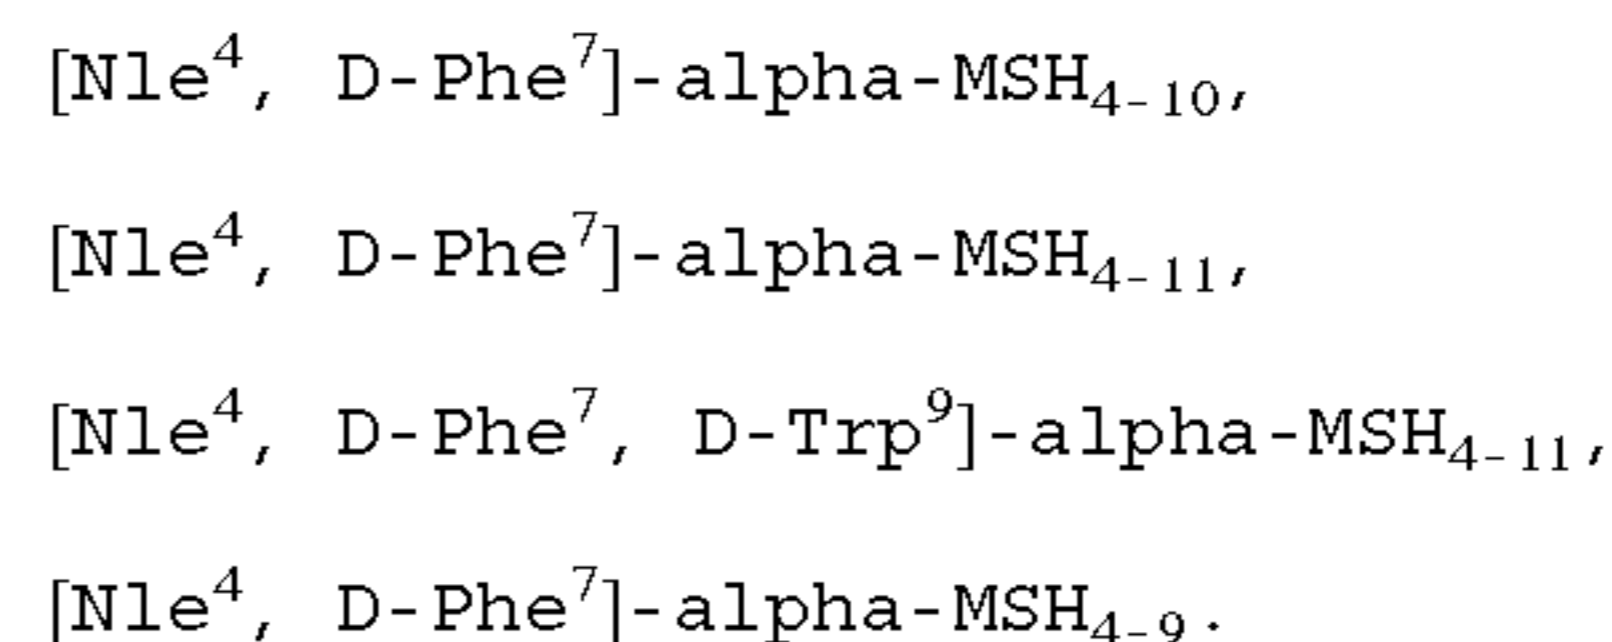 [Nle⁴, D-Phe⁷]-alpha-MSH₄₋₁₀,
[Nle⁴, D-Phe⁷]-alpha-MSH₄₋₁₁,
[Nle⁴, D-Phe⁷, D-Trp⁹]-alpha-MSH₄₋₁₁,
[Nle⁴, D-Phe⁷]-alpha-MSH₄₋₉.